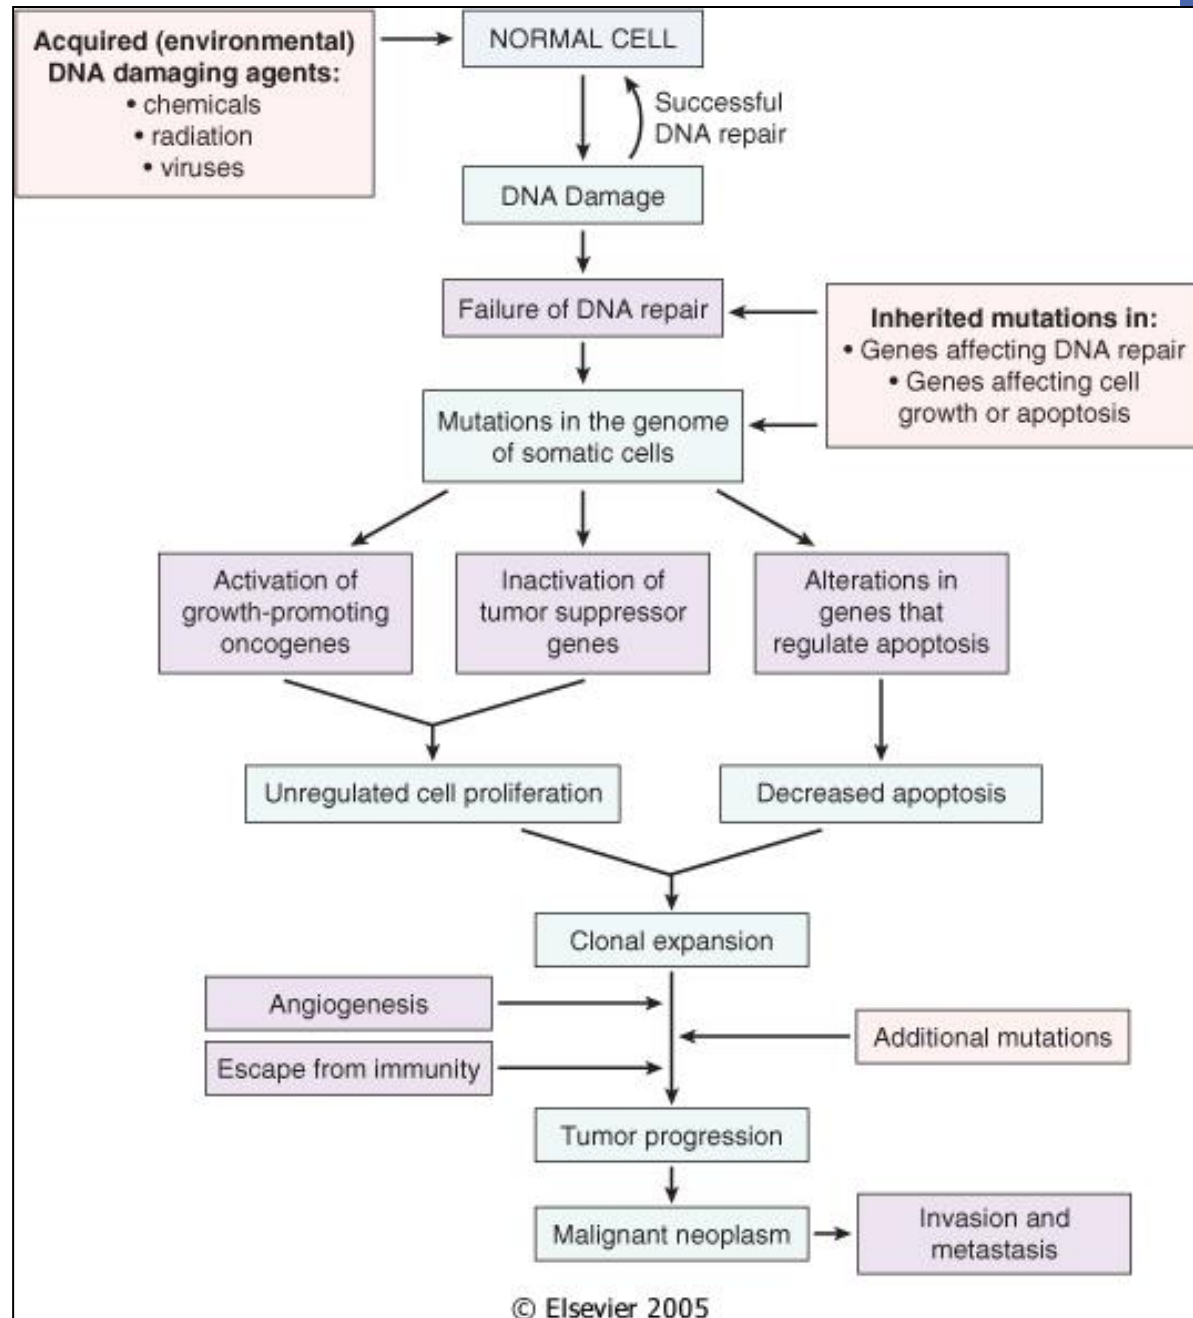 Acquired (environmental)
DNA damaging agents:
• chemicals
• radiation
• viruses
NORMAL CELL
Successful
DNA repair
DNA Damage
Failure of DNA repair
Inherited mutations in:
• Genes affecting DNA repair
• Genes affecting cell
growth or apoptosis
Mutations in the genome
of somatic cells
Activation of
growth-promoting
oncogenes
Inactivation of
tumor suppressor
genes
Alterations in
genes that
regulate apoptosis
Unregulated cell proliferation
Decreased apoptosis
Clonal expansion
Angiogenesis
Additional mutations
Escape from immunity
Tumor progression
Malignant neoplasm
Invasion and
metastasis
© Elsevier 2005